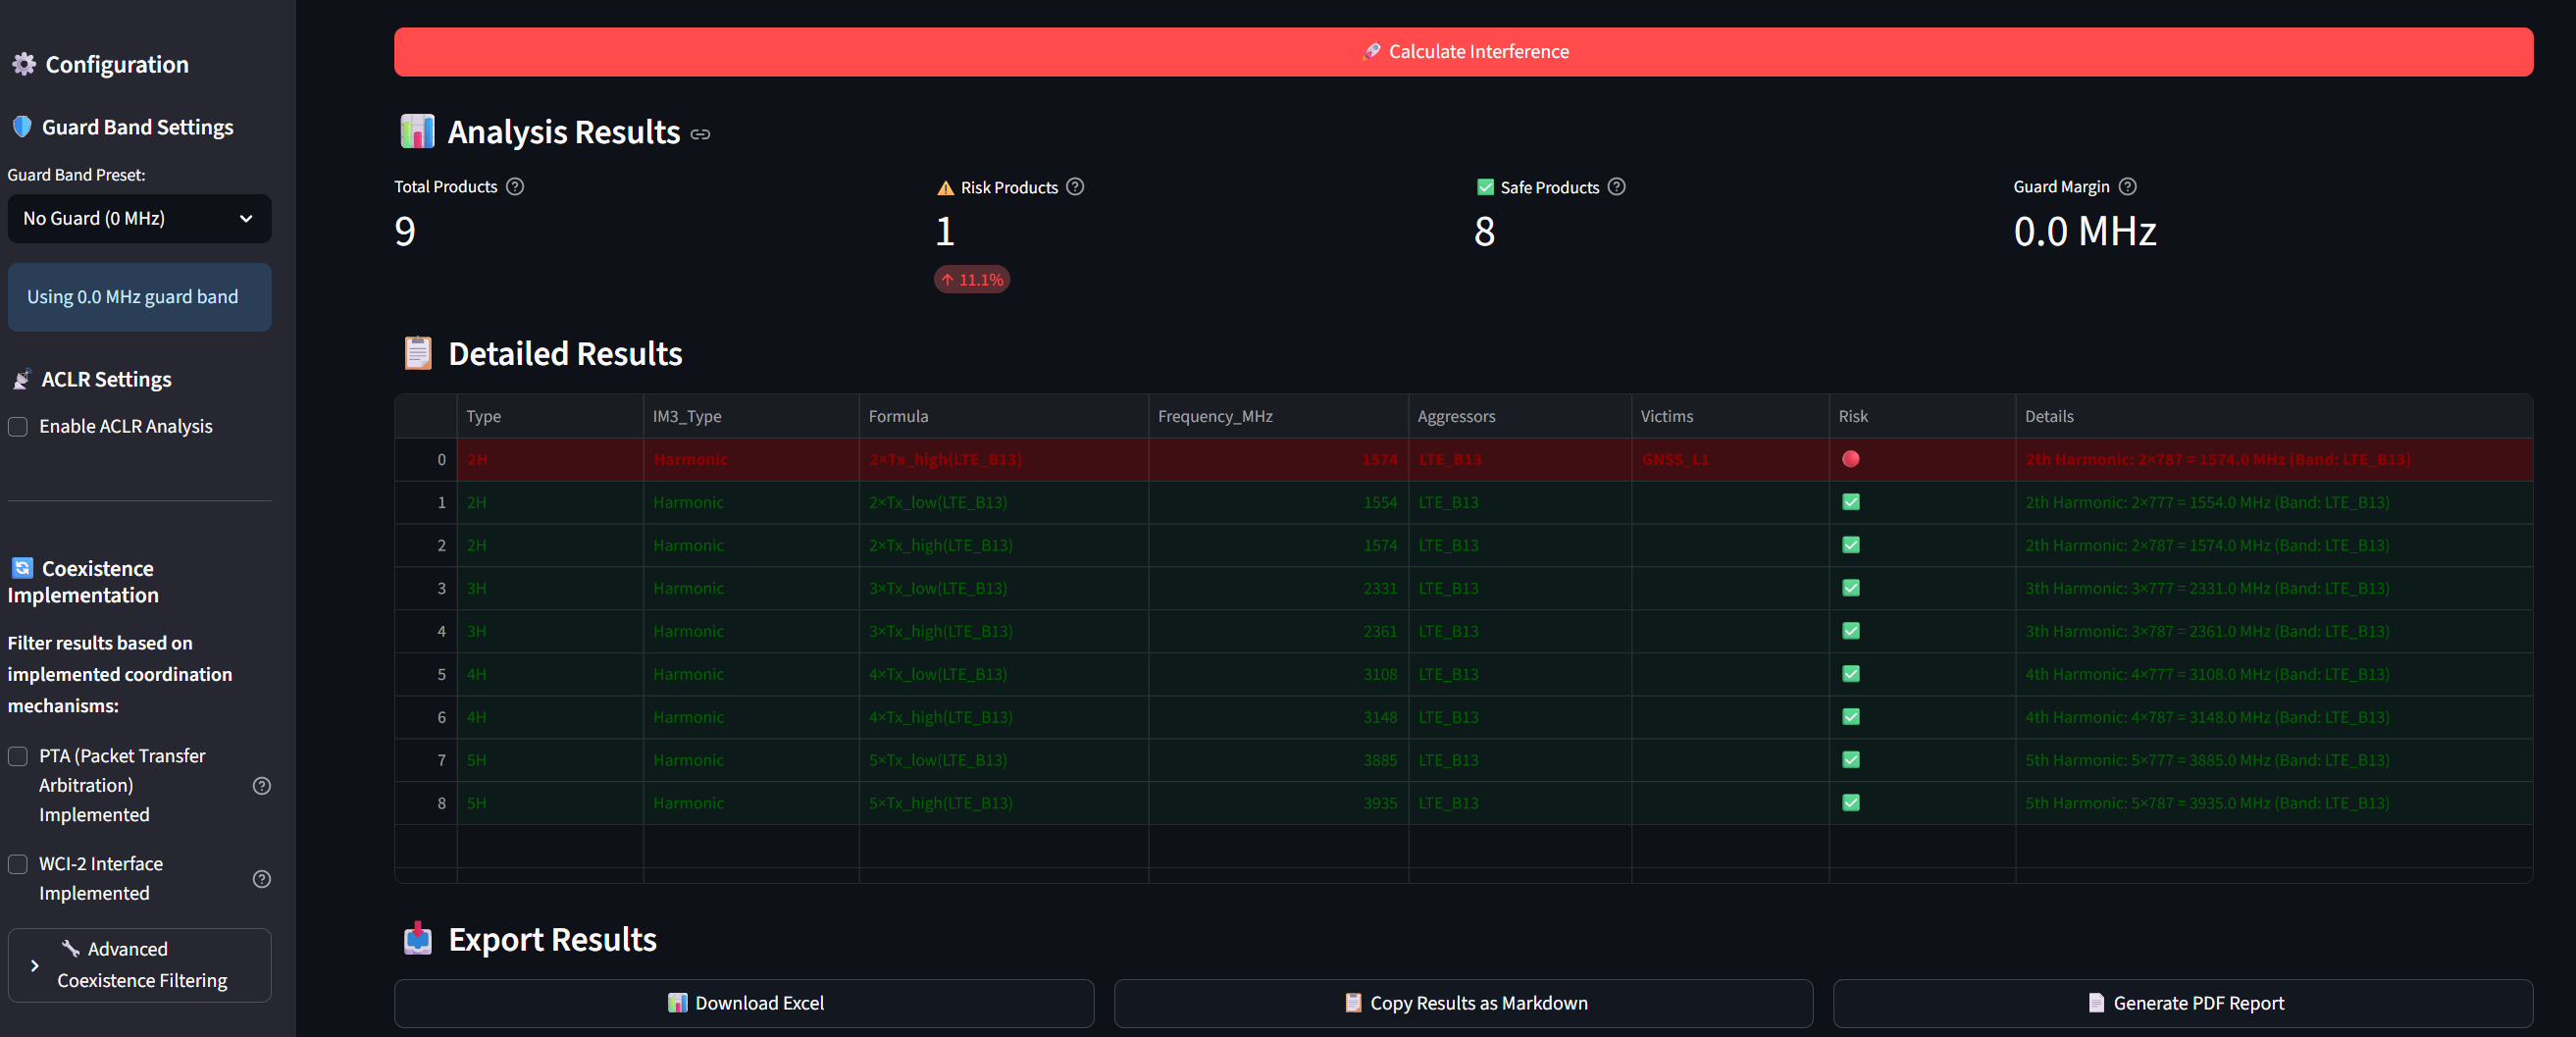 Configuration
Guard Band Settings
Guard Band Preset:
No Guard (0 MHz)
Using 0.0 MHz guard band
ACLR Settings
Enable ACLR Analysis
Coexistence
Implementation
Filter results based on
implemented coordination
mechanisms:
PTA (Packet Transfer
Arbitration)
Implemented
WCI-2 Interface
Implemented
Advanced
Coexistence Filtering
Calculate Interference
Analysis Results
Total Products Risk Products Safe Products Guard Margin
9 1 8 0.0 MHz
↑ 11.1%
Detailed Results
Type IM3_Type Formula Frequency_MHz Aggressors Victims Risk Details
0 2H Harmonic 2×Tx_high(LTE_B13) 1574 LTE_B13 GNSS_L1 2th Harmonic: 2×787 = 1574.0 MHz (Band: LTE_B13)
1 2H Harmonic 2×Tx_low(LTE_B13) 1554 LTE_B13 2th Harmonic: 2×777 = 1554.0 MHz (Band: LTE_B13)
2 2H Harmonic 2×Tx_high(LTE_B13) 1574 LTE_B13 2th Harmonic: 2×787 = 1574.0 MHz (Band: LTE_B13)
3 3H Harmonic 3×Tx_low(LTE_B13) 2331 LTE_B13 3th Harmonic: 3×777 = 2331.0 MHz (Band: LTE_B13)
4 3H Harmonic 3×Tx_high(LTE_B13) 2361 LTE_B13 3th Harmonic: 3×787 = 2361.0 MHz (Band: LTE_B13)
5 4H Harmonic 4×Tx_low(LTE_B13) 3108 LTE_B13 4th Harmonic: 4×777 = 3108.0 MHz (Band: LTE_B13)
6 4H Harmonic 4×Tx_high(LTE_B13) 3148 LTE_B13 4th Harmonic: 4×787 = 3148.0 MHz (Band: LTE_B13)
7 5H Harmonic 5×Tx_low(LTE_B13) 3885 LTE_B13 5th Harmonic: 5×777 = 3885.0 MHz (Band: LTE_B13)
8 5H Harmonic 5×Tx_high(LTE_B13) 3935 LTE_B13 5th Harmonic: 5×787 = 3935.0 MHz (Band: LTE_B13)
Export Results
Download Excel Copy Results as Markdown Generate PDF Report